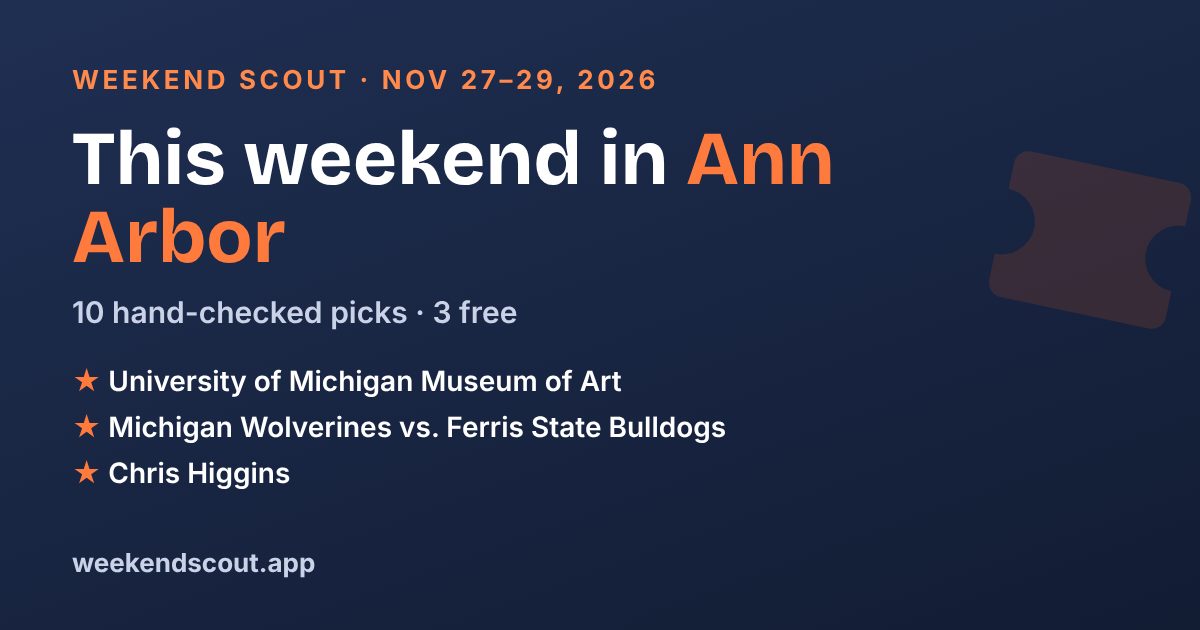 WEEKEND SCOUT · NOV 27–29, 2026
This weekend in Ann
Arbor
10 hand-checked picks · 3 free
★ University of Michigan Museum of Art
★ Michigan Wolverines vs. Ferris State Bulldogs
★ Chris Higgins
weekendscout.app